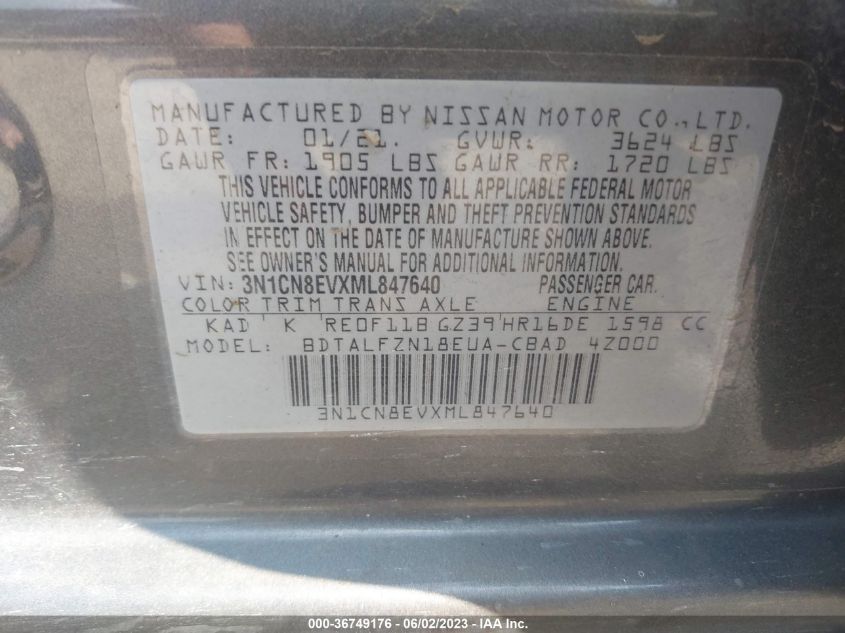 MANUFACTURED BY NISSAN MOTOR CO., LTD.
DATE: 01/21. GVWR: 3624 LBS
GAWR FR: 1905 LBS GAWR RR: 1720 LBS
THIS VEHICLE CONFORMS TO ALL APPLICABLE FEDERAL MOTOR
VEHICLE SAFETY, BUMPER AND THEFT PREVENTION STANDARDS
IN EFFECT ON THE DATE OF MANUFACTURE SHOWN ABOVE.
SEE OWNER'S MANUAL FOR ADDITIONAL INFORMATION.
VIN: 3N1CN8EVXML847640 PASSENGER CAR.
COLOR TRIM TRANS AXLE ENGINE
KAD ' K 'RE0F11B GZ39'HR16DE 1598 CC
MODEL: BDTALFZN18EUA-CBAD 4Z000
3N1CN8EVXML847640
000-36749176 - 06/02/2023 - IAA Inc.